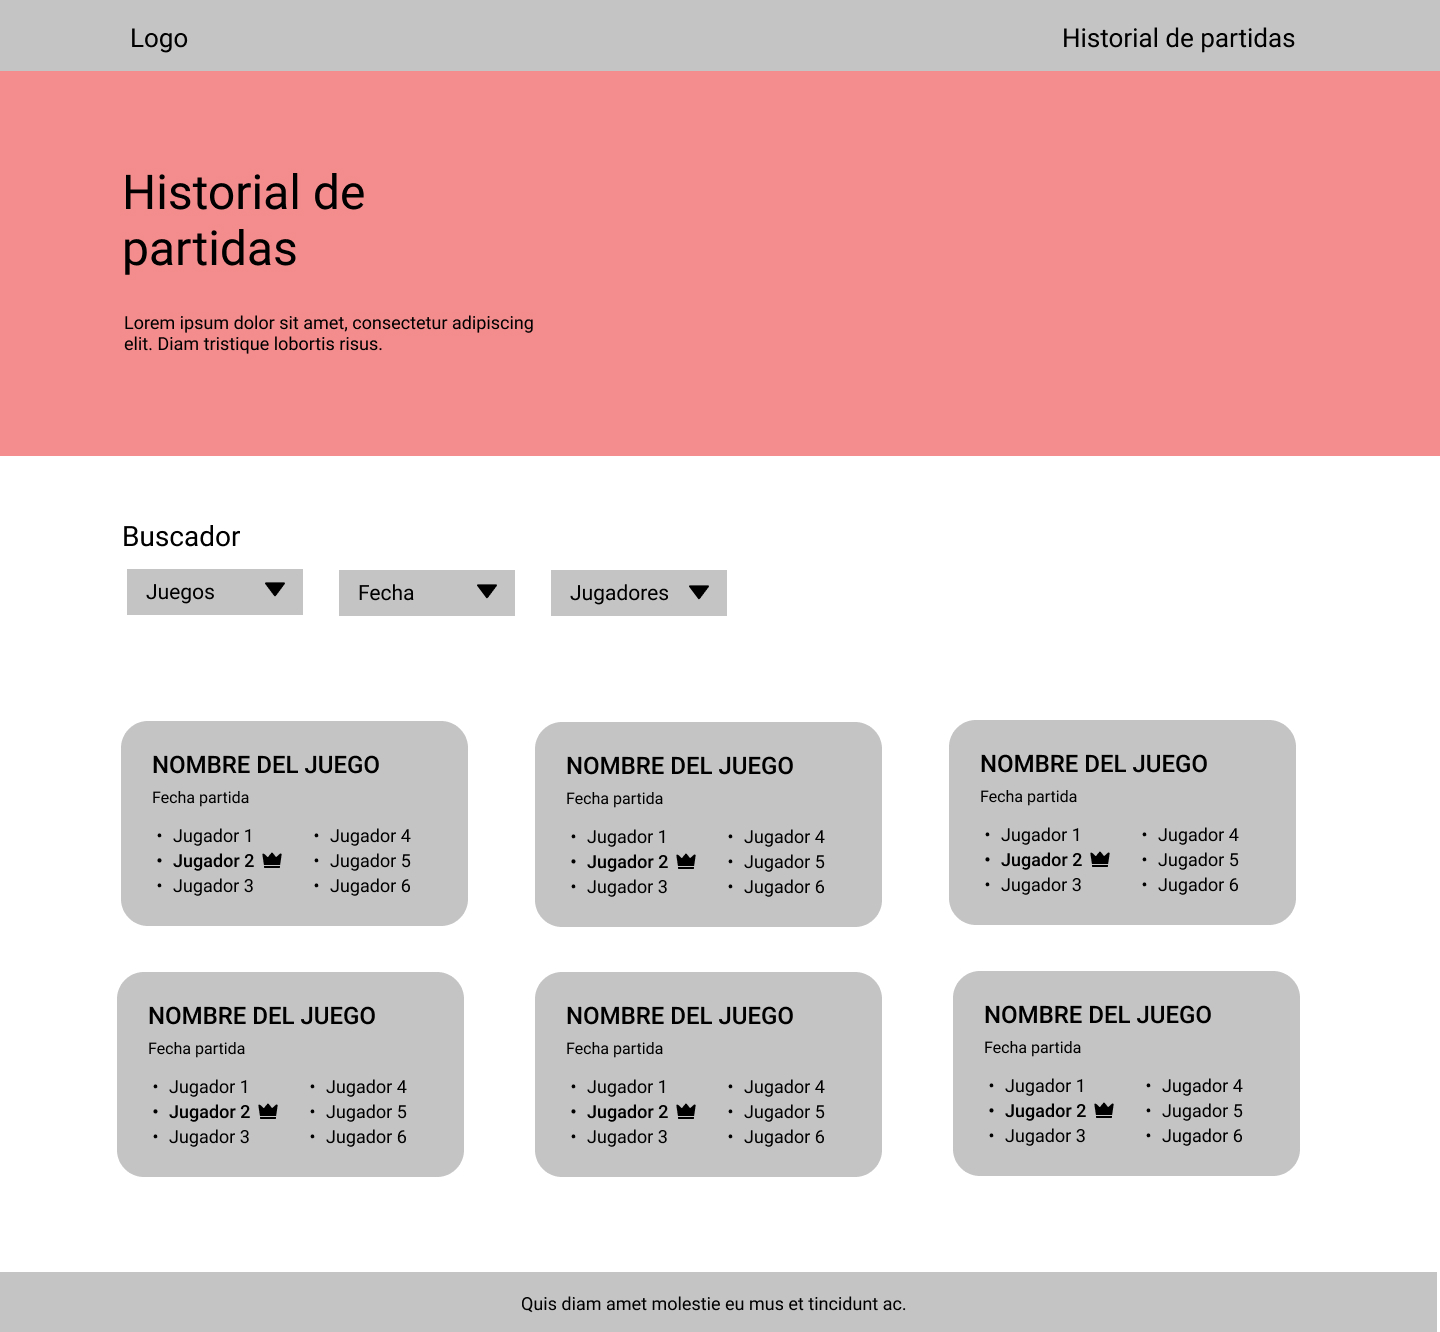 Logo
Historial de partidas
Historial de
partidas
Lorem ipsum dolor sit amet, consectetur adipiscing
elit. Diam tristique lobortis risus.
Buscador
Juegos
Fecha
Jugadores
NOMBRE DEL JUEGO
Fecha partida
• Jugador 1
• Jugador 2
• Jugador 3
• Jugador 4
• Jugador 5
• Jugador 6
NOMBRE DEL JUEGO
Fecha partida
• Jugador 1
• Jugador 2
• Jugador 3
• Jugador 4
• Jugador 5
• Jugador 6
NOMBRE DEL JUEGO
Fecha partida
• Jugador 1
• Jugador 2
• Jugador 3
• Jugador 4
• Jugador 5
• Jugador 6
NOMBRE DEL JUEGO
Fecha partida
• Jugador 1
• Jugador 2
• Jugador 3
• Jugador 4
• Jugador 5
• Jugador 6
NOMBRE DEL JUEGO
Fecha partida
• Jugador 1
• Jugador 2
• Jugador 3
• Jugador 4
• Jugador 5
• Jugador 6
NOMBRE DEL JUEGO
Fecha partida
• Jugador 1
• Jugador 2
• Jugador 3
• Jugador 4
• Jugador 5
• Jugador 6
Quis diam amet molestie eu mus et tincidunt ac.